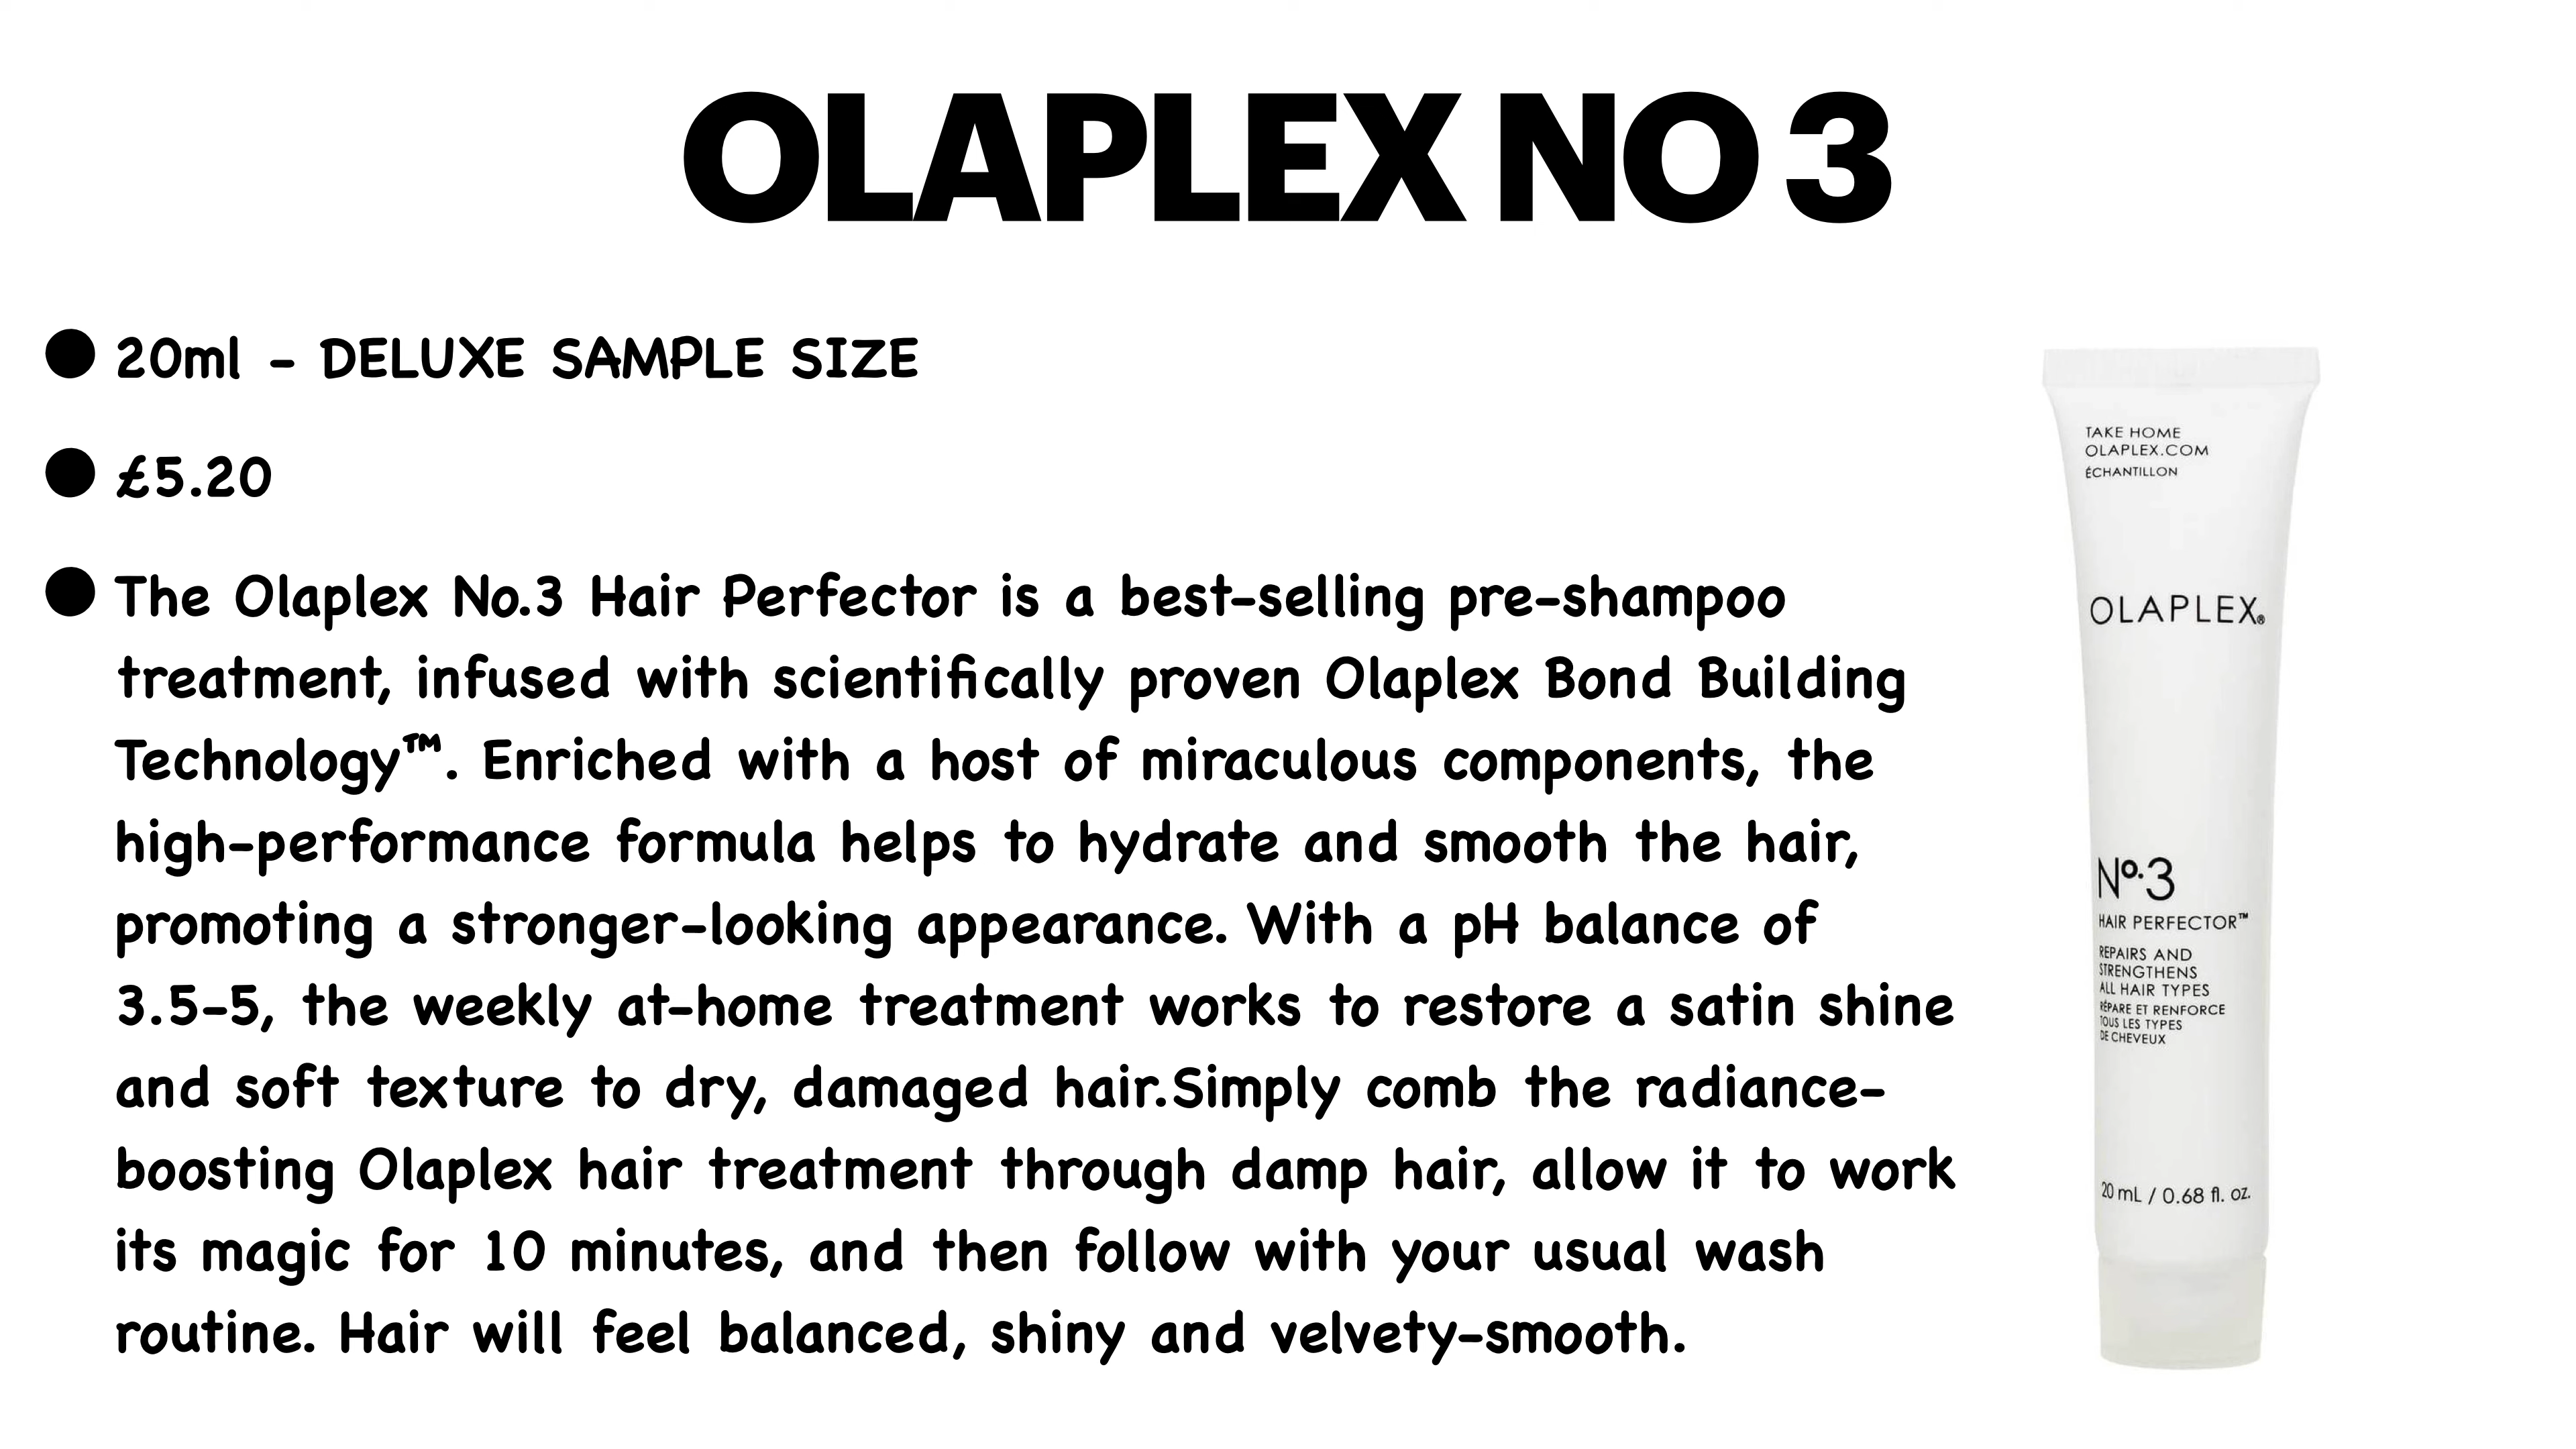 OLAPLEX NO 3
● 20ml - DELUXE SAMPLE SIZE
● £5.20
● The Olaplex No.3 Hair Perfector is a best-selling pre-shampoo
treatment, infused with scientifically proven Olaplex Bond Building
Technology™. Enriched with a host of miraculous components, the
high-performance formula helps to hydrate and smooth the hair,
promoting a stronger-looking appearance. With a pH balance of
3.5-5, the weekly at-home treatment works to restore a satin shine
and soft texture to dry, damaged hair.Simply comb the radiance-
boosting Olaplex hair treatment through damp hair, allow it to work
its magic for 10 minutes, and then follow with your usual wash
routine. Hair will feel balanced, shiny and velvety-smooth.
TAKE HOME
OLAPLEX.COM
ÉCHANTILLON
OLAPLEX®
Nº.3
HAIR PERFECTOR™
REPAIRS AND
STRENGTHENS
ALL HAIR TYPES
RÉPARE ET RENFORCE
TOUS LES TYPES
DE CHEVEUX
20 mL / 0.68 fl. oz.